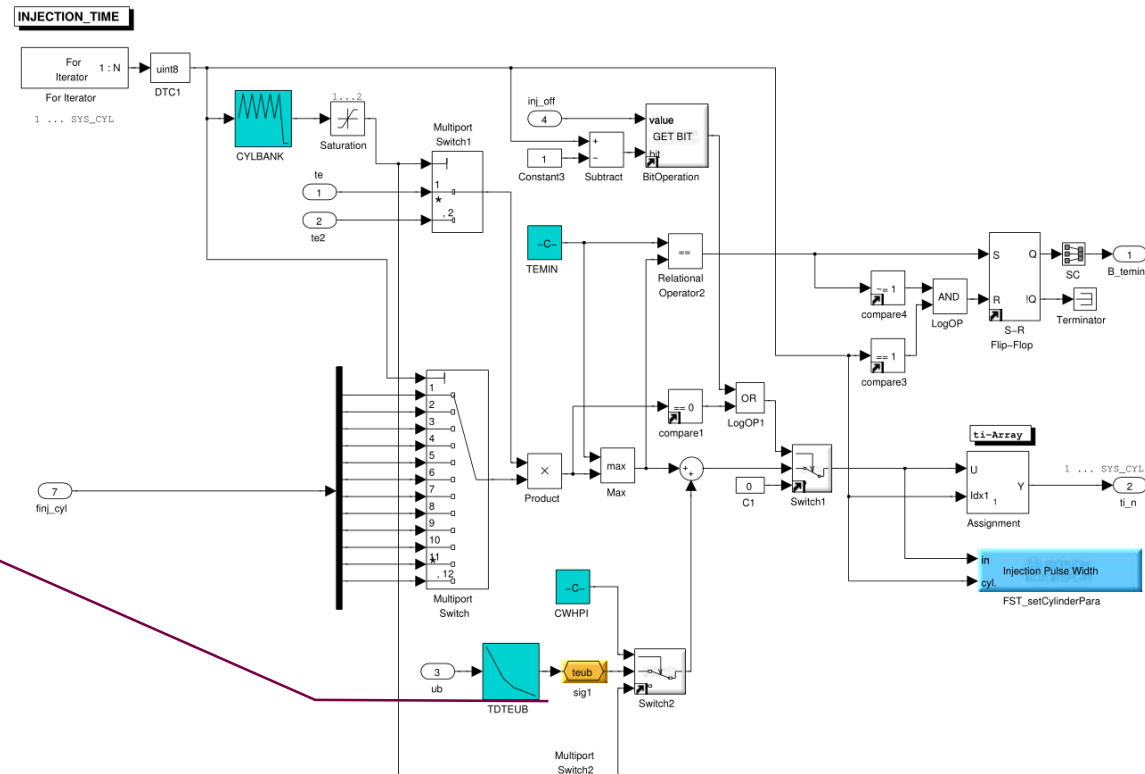 INJECTION_TIME
For
Iterator
1 : N
For Iterator
1 ... SYS_CYL
uint8
DTC1
CYLBANK
1...2
Saturation
Multiport
Switch1
1
*
, 2
te
1
2
te2
inj_off
4
1
Constant3
+
−
Subtract
value
GET BIT
bit
BitOperation
-C-
TEMIN
==
Relational
Operator2
~= 1
compare4
== 1
compare3
AND
LogOP
S
R
Q
!Q
S-R
Flip-Flop
SC
1
B_temin
Terminator
7
finj_cyl
1
2
3
4
5
6
7
8
9
10
11
*
, 12
Multiport
Switch
×
Product
max
Max
== 0
compare1
OR
LogOP1
+
+
0
C1
Switch1
ti-Array
U
Idx1
1
Y
Assignment
1 ... SYS_CYL
2
ti_n
in
cyl.
Injection Pulse Width
FST_setCylinderPara
-C-
CWHPI
3
ub
TDTEUB
teub
sig1
Switch2
Multiport
Switch2